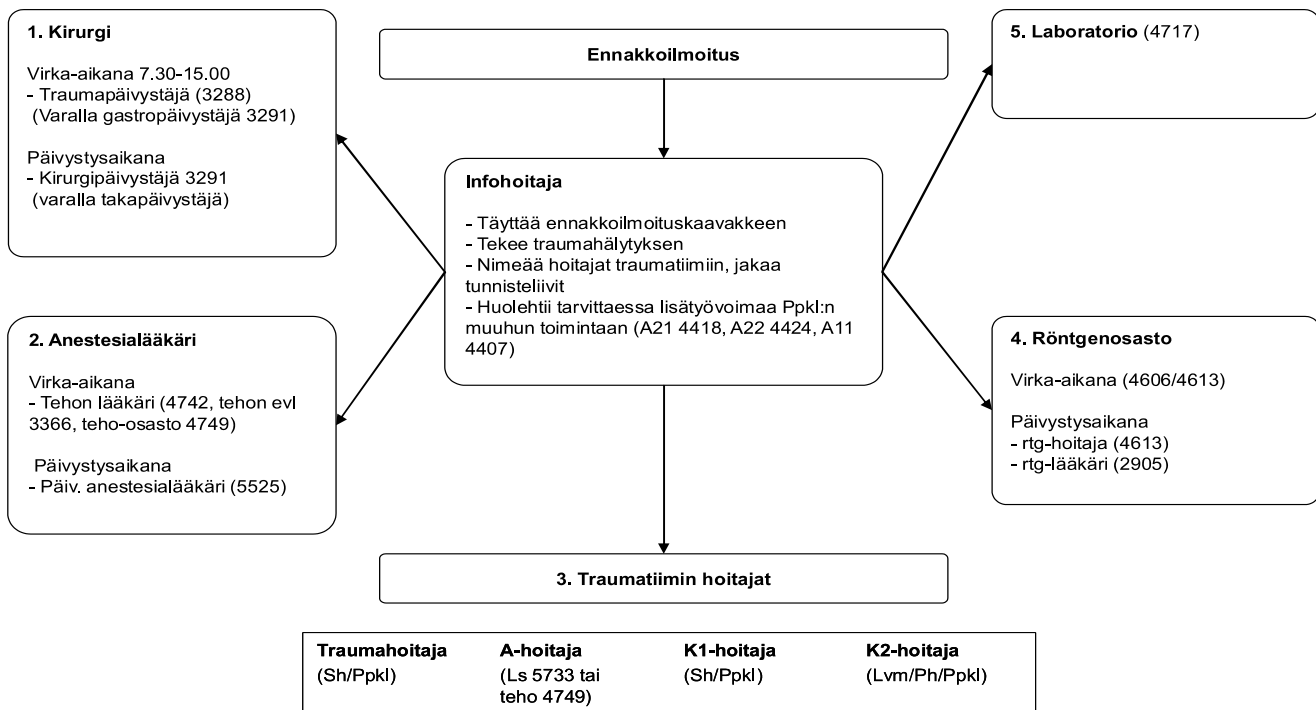 1. Kirurgi
Virka-aikana 7.30-15.00
- Traumapäivystäjä (3288)
(Varalla gastropäivystäjä 3291)
Päivystysaikana
- Kirurgipäivystäjä 3291
(varalla takapäivystäjä)
Ennakkoilmoitus
5. Laboratorio (4717)
Infohoitaja
- Täyttää ennakkoilmoituskaavakkeen
- Tekee traumahälytyksen
- Nimeää hoitajat traumatiimiin, jakaa
tunnisteliivit
- Huolehtii tarvittaessa lisätyövoimaa Ppkl:n
muuhun toimintaan (A21 4418, A22 4424, A11
4407)
2. Anestesialääkäri
Virka-aikana
- Tehon lääkäri (4742, tehon evl
3366, teho-osasto 4749)
Päivystysaikana
- Päiv. anestesialääkäri (5525)
4. Röntgenosasto
Virka-aikana (4606/4613)
Päivystysaikana
- rtg-hoitaja (4613)
- rtg-lääkäri (2905)
3. Traumatiimin hoitajat
Traumahoitaja
(Sh/Ppkl)
A-hoitaja
(Ls 5733 tai
teho 4749)
K1-hoitaja
(Sh/Ppkl)
K2-hoitaja
(Lvm/Ph/Ppkl)